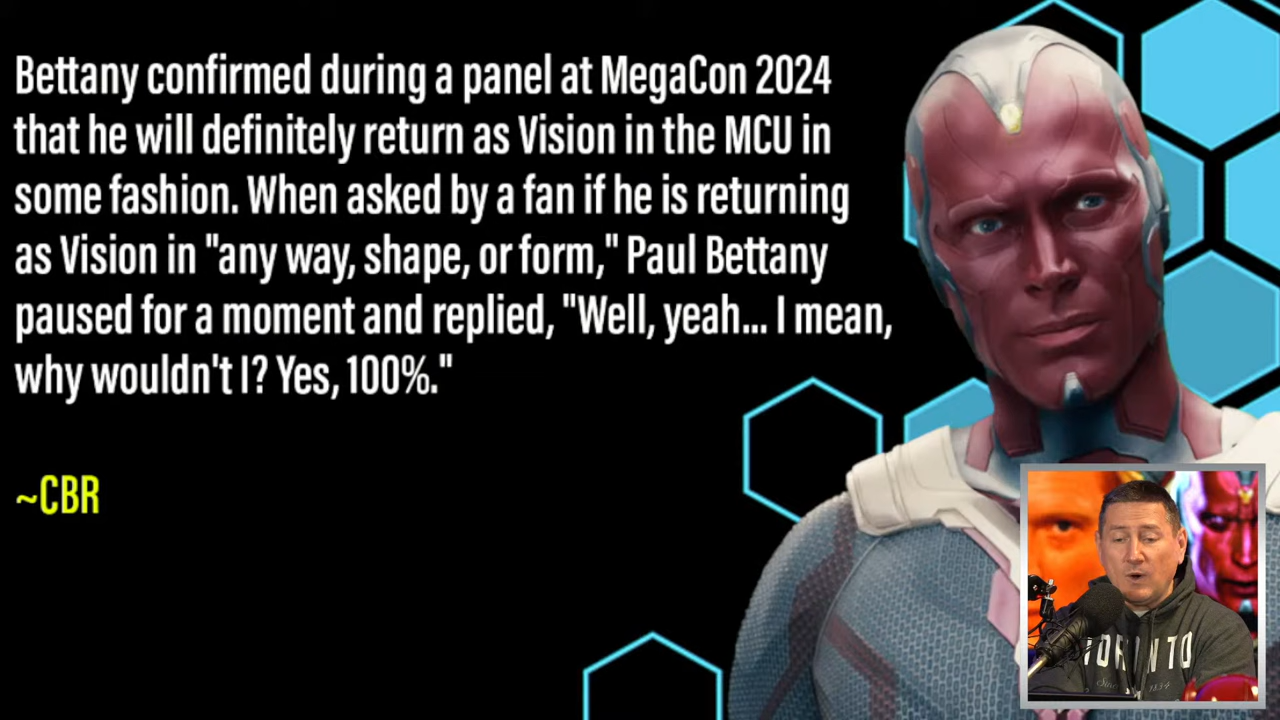 Bettany confirmed during a panel at MegaCon 2024
that he will definitely return as Vision in the MCU in
some fashion. When asked by a fan if he is returning
as Vision in "any way, shape, or form," Paul Bettany
paused for a moment and replied, "Well, yeah... I mean,
why wouldn't I? Yes, 100%."
~CBR
TORONTO